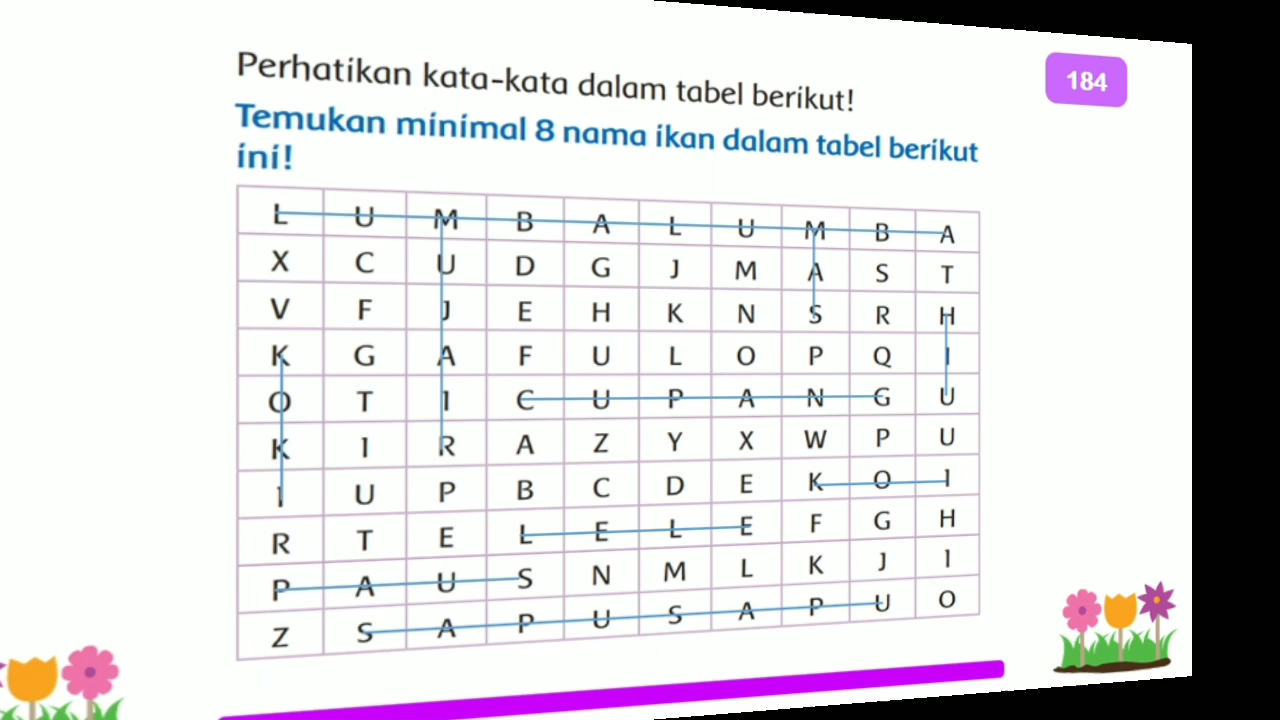 184
Perhatikan kata-kata dalam tabel berikut!
Temukan minimal 8 nama ikan dalam tabel berikut
ini!
L U M B A L U M B A
X C U D G J M A S T
V F J E H K N S R H
K G A F U L O P Q I
O T I C U P A N G U
K I R A Z Y X W P U
I U P B C D E K O I
R T E L E L E F G H
P A U S N M L K J I
Z S A P U S A P U O